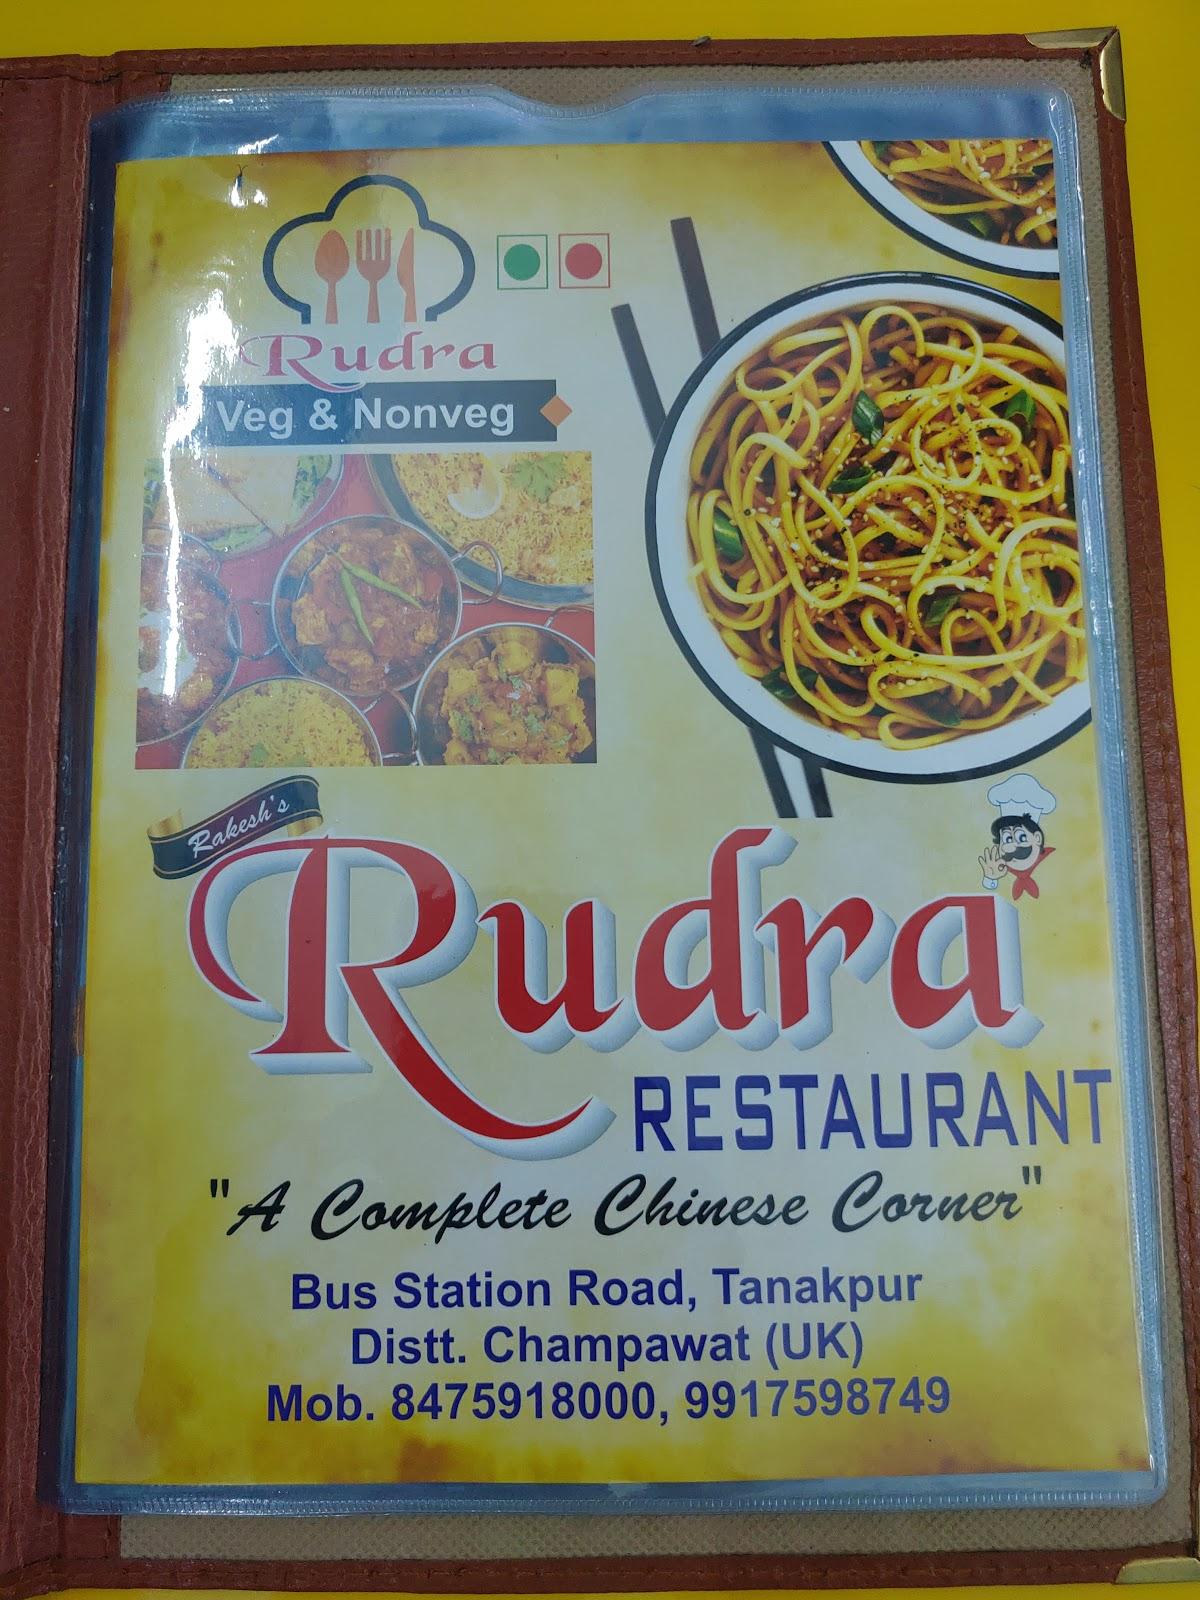 Rudra
Veg & Nonveg
Rakesh's
Rudra
RESTAURANT
"A Complete Chinese Corner"
Bus Station Road, Tanakpur
Distt. Champawat (UK)
Mob. 8475918000, 9917598749